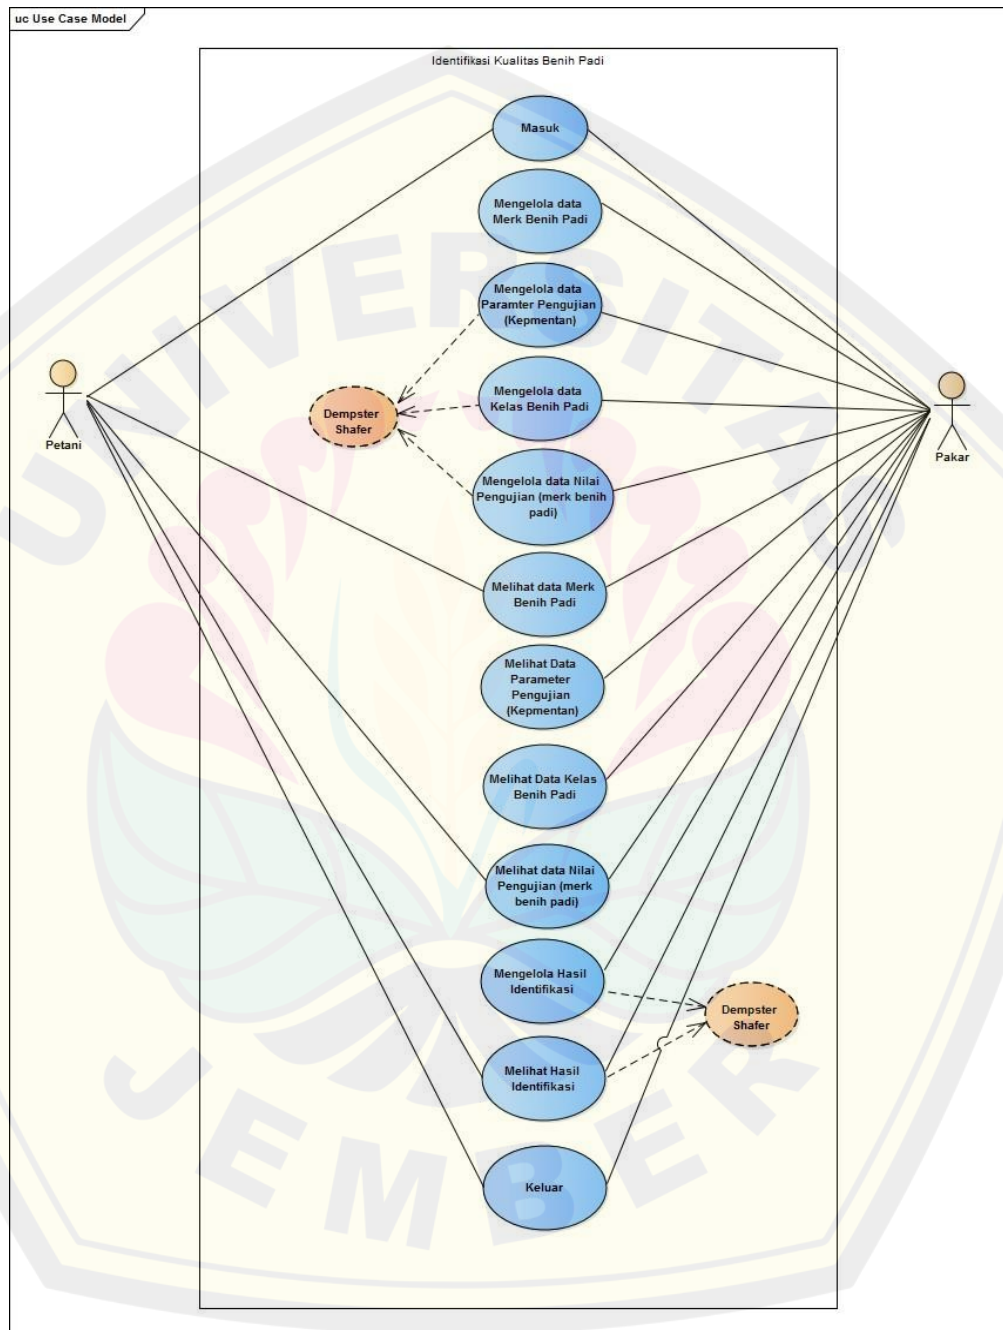 uc Use Case Model
Identifikasi Kualitas Benih Padi
Masuk
Mengelola data
Merk Benih Padi
Mengelola data
Paramter Pengujian
(Kepmentan)
Petani
Dempster
Shafer
Mengelola data
Kelas Benih Padi
Pakar
Mengelola data Nilai
Pengujian (merk benih
padi)
Melihat data Merk
Benih Padi
Melihat Data
Parameter
Pengujian
(Kepmentan)
Melihat Data Kelas
Benih Padi
Melihat data Nilai
Pengujian (merk
benih padi)
Mengelola Hasil
Identifikasi
Dempster
Shafer
Melihat Hasil
Identifikasi
Keluar
UNIVERSITAS
JEMBER